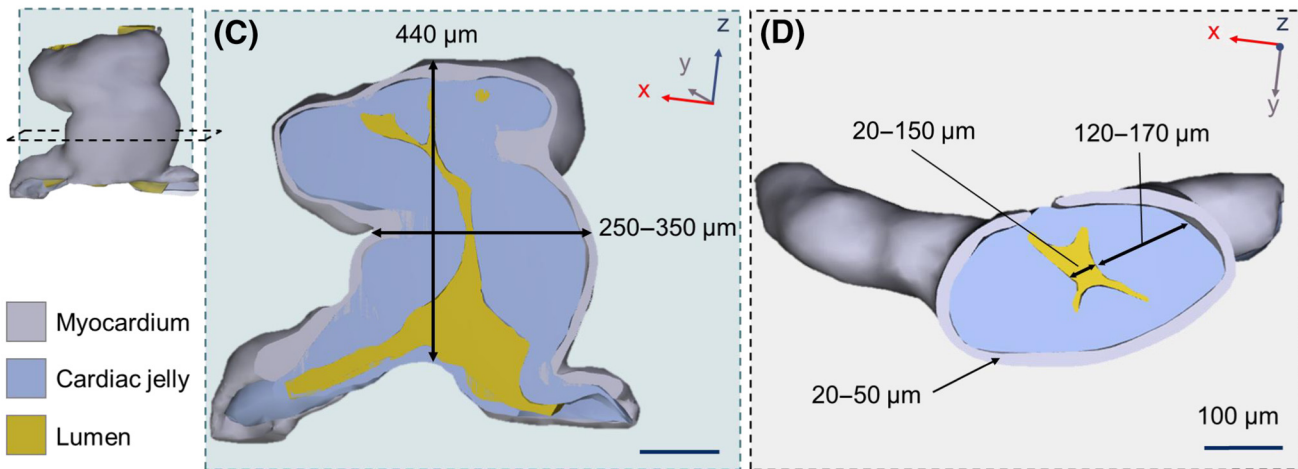 (C)
440 µm
z
y
x
250–350 µm
Myocardium
Cardiac jelly
Lumen
(D)
x
z
y
20–150 µm
120–170 µm
20–50 µm
100 µm